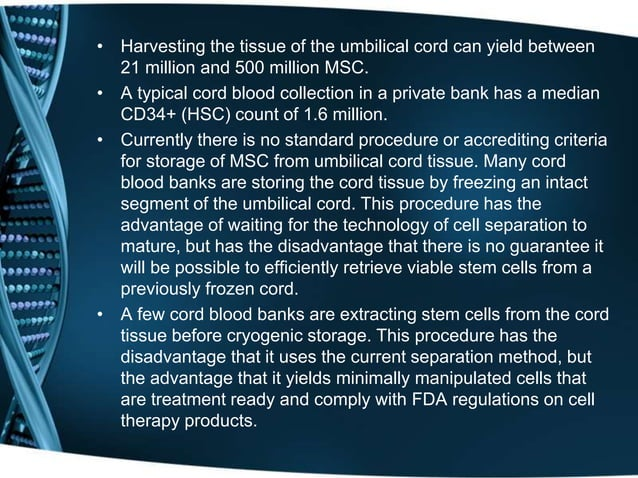 • Harvesting the tissue of the umbilical cord can yield between
21 million and 500 million MSC.
• A typical cord blood collection in a private bank has a median
CD34+ (HSC) count of 1.6 million.
• Currently there is no standard procedure or accrediting criteria
for storage of MSC from umbilical cord tissue. Many cord
blood banks are storing the cord tissue by freezing an intact
segment of the umbilical cord. This procedure has the
advantage of waiting for the technology of cell separation to
mature, but has the disadvantage that there is no guarantee it
will be possible to efficiently retrieve viable stem cells from a
previously frozen cord.
• A few cord blood banks are extracting stem cells from the cord
tissue before cryogenic storage. This procedure has the
disadvantage that it uses the current separation method, but
the advantage that it yields minimally manipulated cells that
are treatment ready and comply with FDA regulations on cell
therapy products.